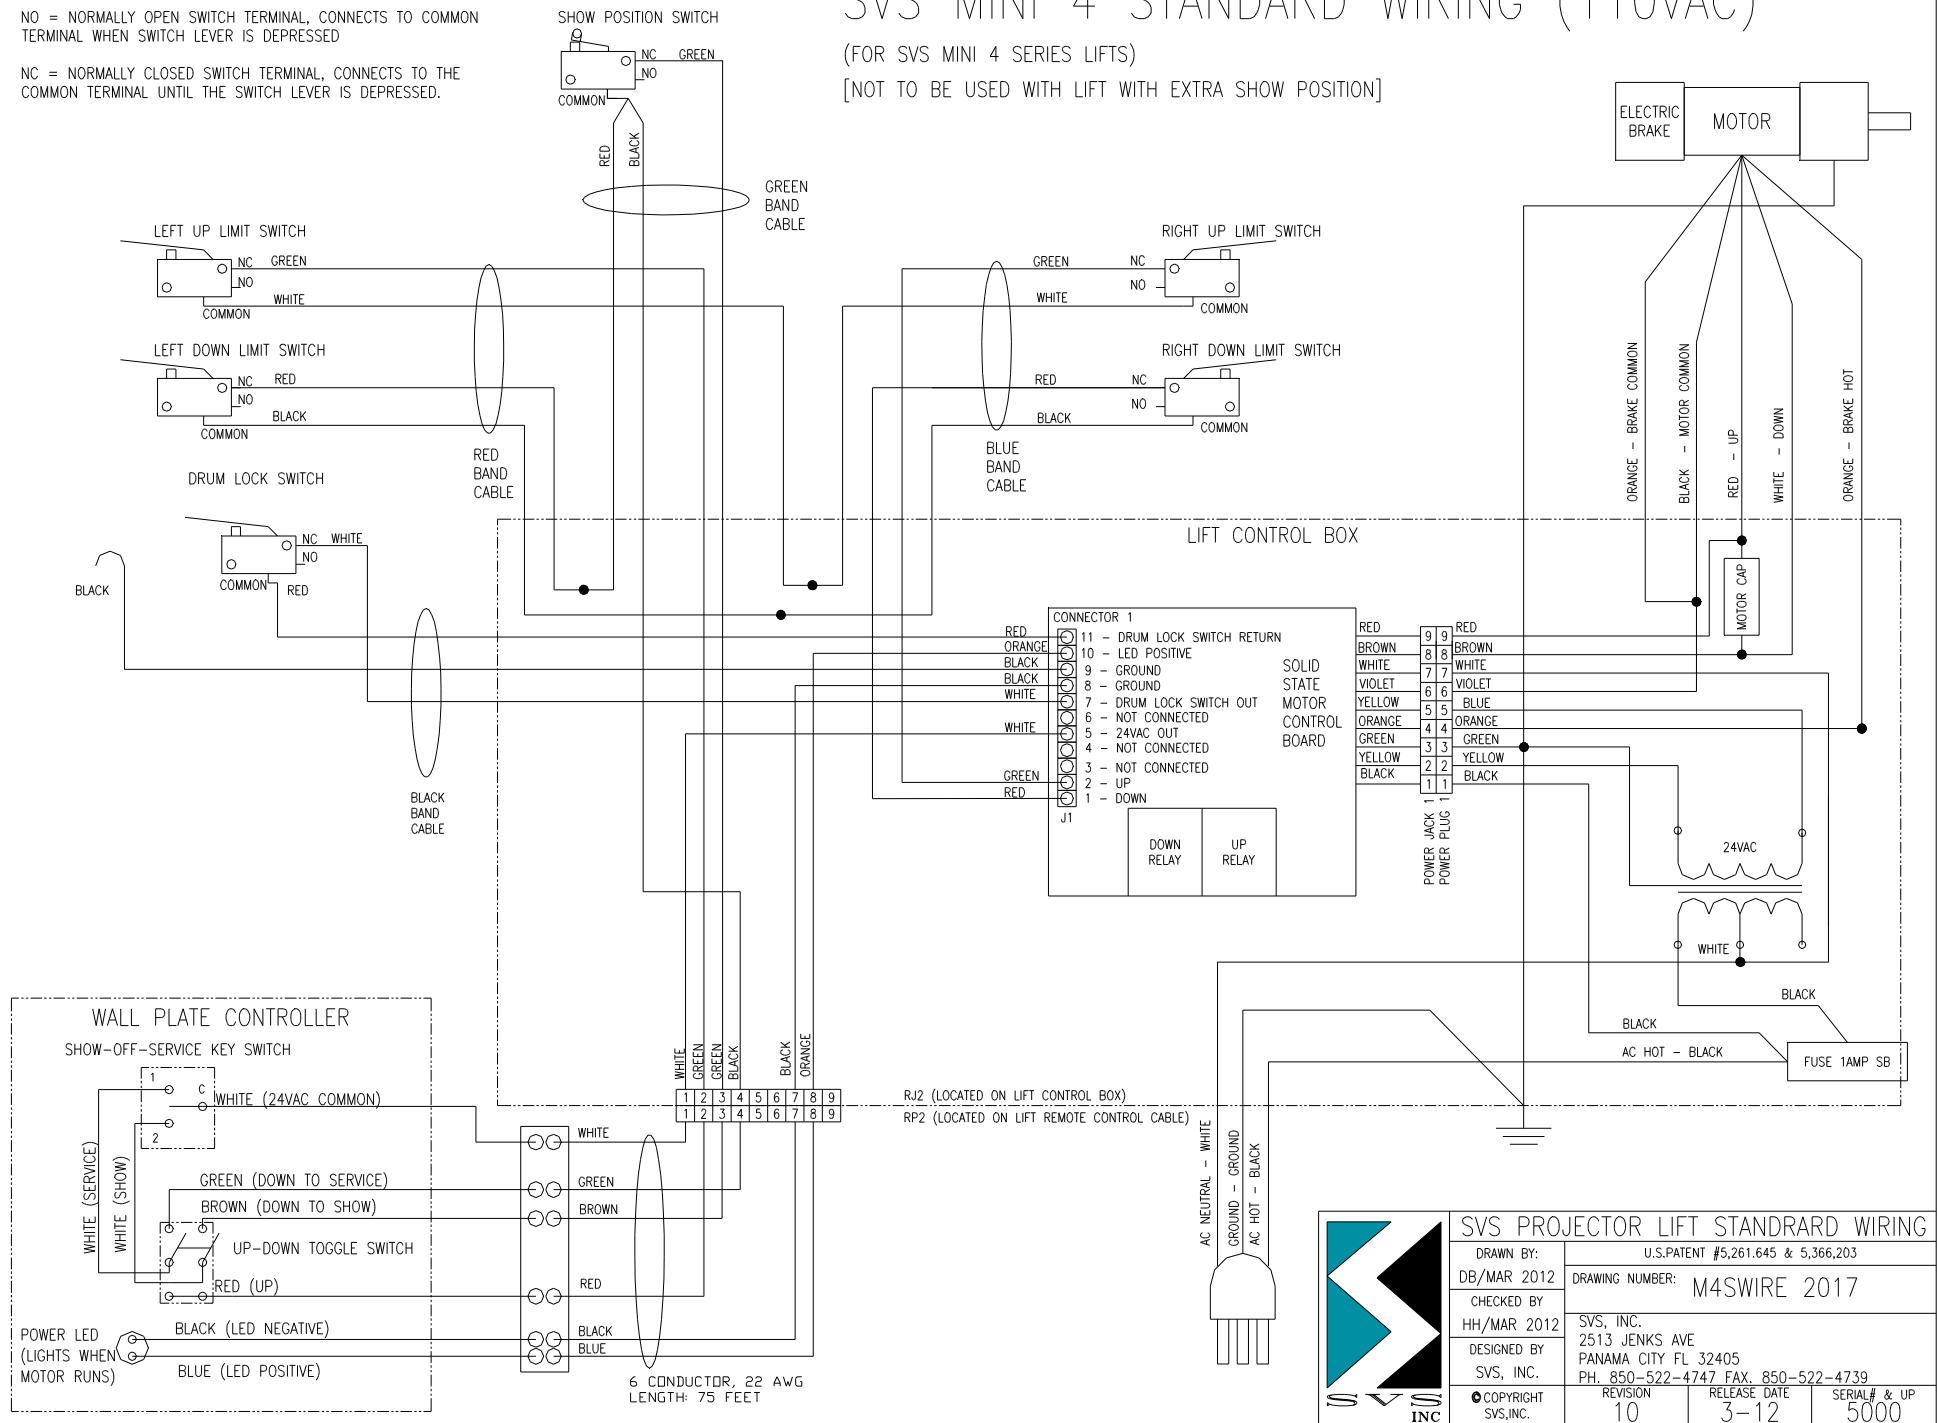 NO = NORMALLY OPEN SWITCH TERMINAL, CONNECTS TO COMMON
TERMINAL WHEN SWITCH LEVER IS DEPRESSED
NC = NORMALLY CLOSED SWITCH TERMINAL, CONNECTS TO THE
COMMON TERMINAL UNTIL THE SWITCH LEVER IS DEPRESSED.
SVS MINI 4 STANDARD WIRING (110VAC)
(FOR SVS MINI 4 SERIES LIFTS)
[NOT TO BE USED WITH LIFT WITH EXTRA SHOW POSITION]
SHOW POSITION SWITCH
NC GREEN
NO
COMMON
RED
BLACK
GREEN
BAND
CABLE
ELECTRIC
BRAKE
MOTOR
LEFT UP LIMIT SWITCH
NC GREEN
NO
WHITE
COMMON
LEFT DOWN LIMIT SWITCH
NC RED
NO
BLACK
COMMON
RED
BAND
CABLE
RIGHT UP LIMIT SWITCH
GREEN NC
NO
WHITE
COMMON
RIGHT DOWN LIMIT SWITCH
RED NC
NO
BLACK
COMMON
BLUE
BAND
CABLE
ORANGE - BRAKE COMMON
BLACK - MOTOR COMMON
RED - UP
WHITE - DOWN
ORANGE - BRAKE HOT
DRUM LOCK SWITCH
NC WHITE
NO
COMMON
RED
BLACK
BLACK
BAND
CABLE
LIFT CONTROL BOX
MOTOR CAP
CONNECTOR 1
RED 11 - DRUM LOCK SWITCH RETURN
ORANGE 10 - LED POSITIVE
BLACK 9 - GROUND
BLACK 8 - GROUND
WHITE 7 - DRUM LOCK SWITCH OUT
6 - NOT CONNECTED
WHITE 5 - 24VAC OUT
4 - NOT CONNECTED
3 - NOT CONNECTED
GREEN 2 - UP
RED 1 - DOWN
J1
SOLID
STATE
MOTOR
CONTROL
BOARD
DOWN
RELAY
UP
RELAY
RED 9 9 RED
BROWN 8 8 BROWN
WHITE 7 7 WHITE
VIOLET 6 6 VIOLET
YELLOW 5 5 BLUE
ORANGE 4 4 ORANGE
GREEN 3 3 GREEN
YELLOW 2 2 YELLOW
BLACK 1 1 BLACK
POWER JACK 1
POWER PLUG 1
24VAC
WHITE
BLACK
BLACK
AC HOT - BLACK
FUSE 1AMP SB
WHITE
GREEN
GREEN
BLACK
BLACK
ORANGE
1 2 3 4 5 6 7 8 9
1 2 3 4 5 6 7 8 9
RJ2 (LOCATED ON LIFT CONTROL BOX)
RP2 (LOCATED ON LIFT REMOTE CONTROL CABLE)
AC NEUTRAL - WHITE
GROUND - GROUND
AC HOT - BLACK
WALL PLATE CONTROLLER
SHOW-OFF-SERVICE KEY SWITCH
1
C
2
WHITE (24VAC COMMON)
WHITE (SERVICE)
WHITE (SHOW)
GREEN (DOWN TO SERVICE)
BROWN (DOWN TO SHOW)
UP-DOWN TOGGLE SWITCH
RED (UP)
BLACK (LED NEGATIVE)
BLUE (LED POSITIVE)
POWER LED
(LIGHTS WHEN
MOTOR RUNS)
WHITE
GREEN
BROWN
RED
BLACK
BLUE
6 CONDUCTOR, 22 AWG
LENGTH: 75 FEET
SVS
INC
SVS PROJECTOR LIFT STANDRARD WIRING
DRAWN BY:
DB/MAR 2012
U.S.PATENT #5,261.645 & 5,366,203
DRAWING NUMBER: M4SWIRE 2017
CHECKED BY
HH/MAR 2012
DESIGNED BY
SVS, INC.
SVS, INC.
2513 JENKS AVE
PANAMA CITY FL 32405
PH. 850-522-4747 FAX. 850-522-4739
© COPYRIGHT
SVS,INC.
REVISION
10
RELEASE DATE
3-12
SERIAL# & UP
5000